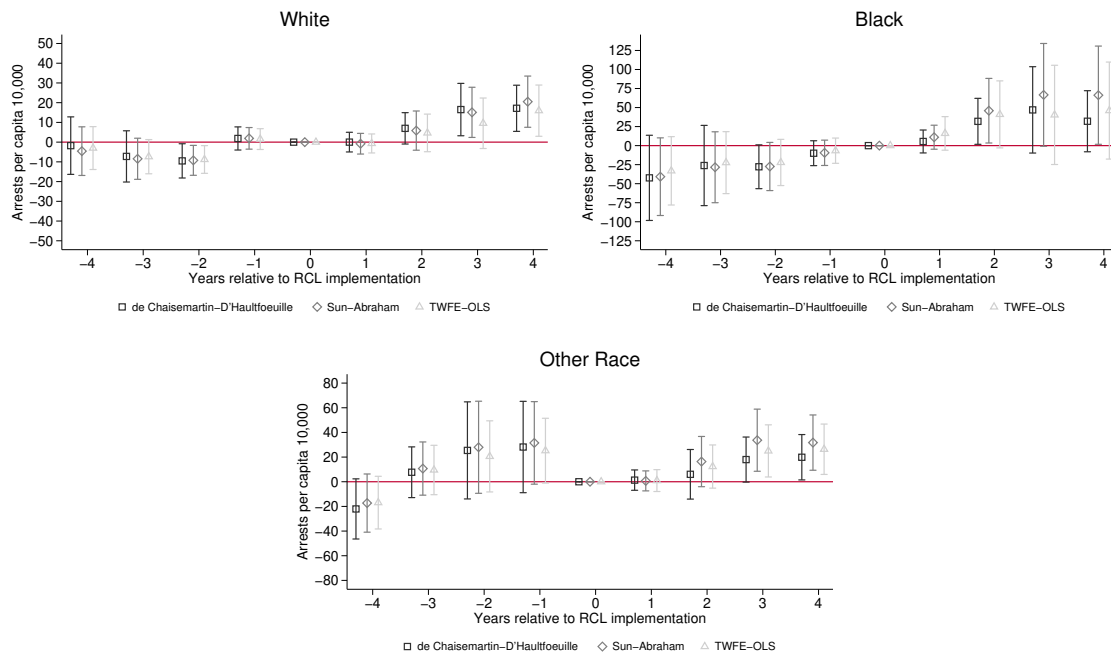 White
Arrests per capita 10,000
50
40
30
20
10
0
−10
−20
−30
−40
−50
−4 −3 −2 −1 0 1 2 3 4
Years relative to RCL implementation
de Chaisemartin−D'Haultfoeuille Sun−Abraham TWFE−OLS
Black
Arrests per capita 10,000
125
100
75
50
25
0
−25
−50
−75
−100
−125
−4 −3 −2 −1 0 1 2 3 4
Years relative to RCL implementation
de Chaisemartin−D'Haultfoeuille Sun−Abraham TWFE−OLS
Other Race
Arrests per capita 10,000
80
60
40
20
0
−20
−40
−60
−80
−4 −3 −2 −1 0 1 2 3 4
Years relative to RCL implementation
de Chaisemartin−D'Haultfoeuille Sun−Abraham TWFE−OLS